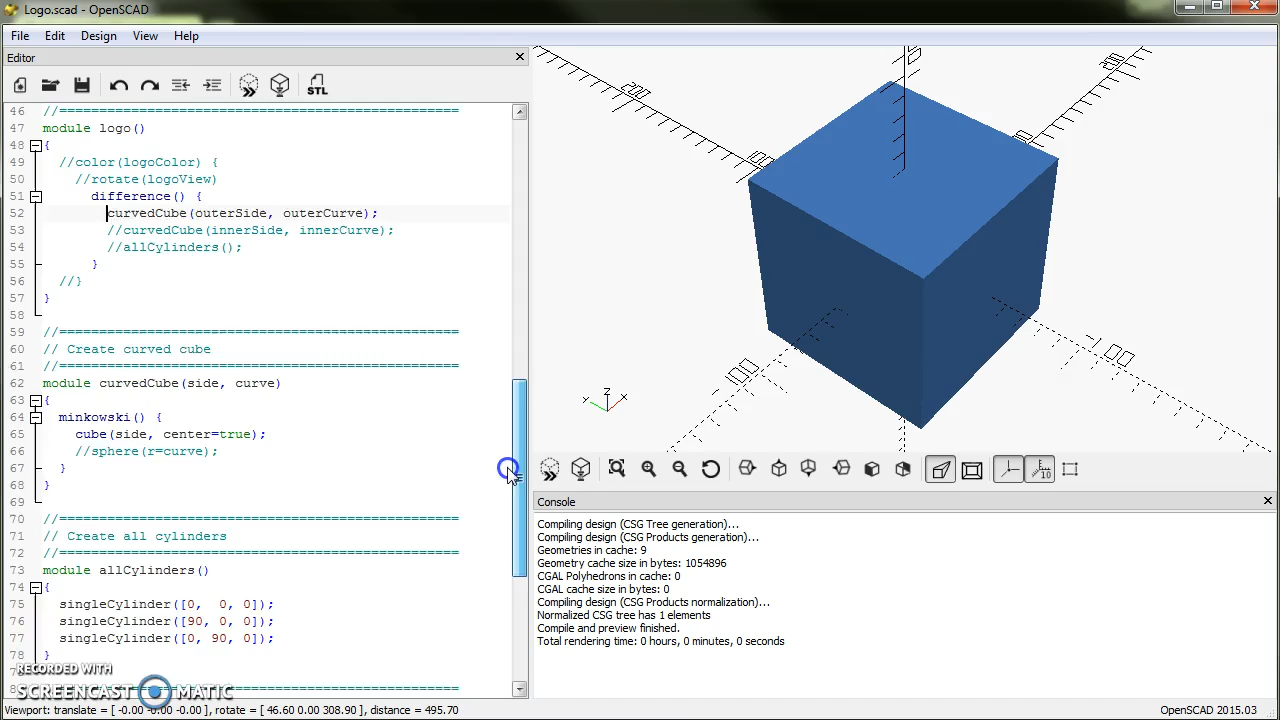 Logo.scad - OpenSCAD
File Edit Design View Help
Editor
STL
46 //==================================================
47 module logo()
48 {
49 //color(logoColor) {
50 //rotate(logoView)
51 difference() {
52 curvedCube(outerSide, outerCurve);
53 //curvedCube(innerSide, innerCurve);
54 //allCylinders();
55 }
56 //}
57 }
58
59 //==================================================
60 // Create curved cube
61 //==================================================
62 module curvedCube(side, curve)
63 {
64 minkowski() {
65 cube(side, center=true);
66 //sphere(r=curve);
67 }
68 }
69
70 //==================================================
71 // Create all cylinders
72 //==================================================
73 module allCylinders()
74 {
75 singleCylinder([0, 0, 0]);
76 singleCylinder([90, 0, 0]);
77 singleCylinder([0, 90, 0]);
78 }
RECORDED WITH
SCREENCAST MATIC
Z
Y
X
100
-100
10
Console
Compiling design (CSG Tree generation)...
Compiling design (CSG Products generation)...
Geometries in cache: 9
Geometry cache size in bytes: 1054896
CGAL Polyhedrons in cache: 0
CGAL cache size in bytes: 0
Compiling design (CSG Products normalization)...
Normalized CSG tree has 1 elements
Compile and preview finished.
Total rendering time: 0 hours, 0 minutes, 0 seconds
Viewport: translate = [ -0.00 -0.00 -0.00 ], rotate = [ 46.60 0.00 308.90 ], distance = 495.70
OpenSCAD 2015.03